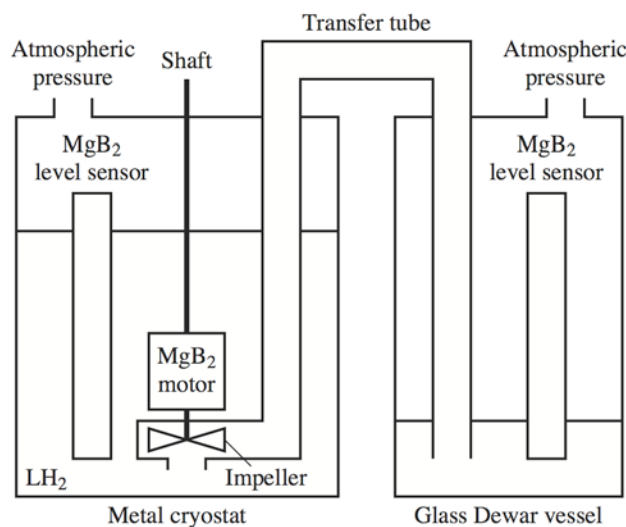 Transfer tube
Atmospheric
pressure
Shaft
Atmospheric
pressure
MgB₂
level sensor
MgB₂
level sensor
MgB₂
motor
LH₂
Impeller
Metal cryostat
Glass Dewar vessel